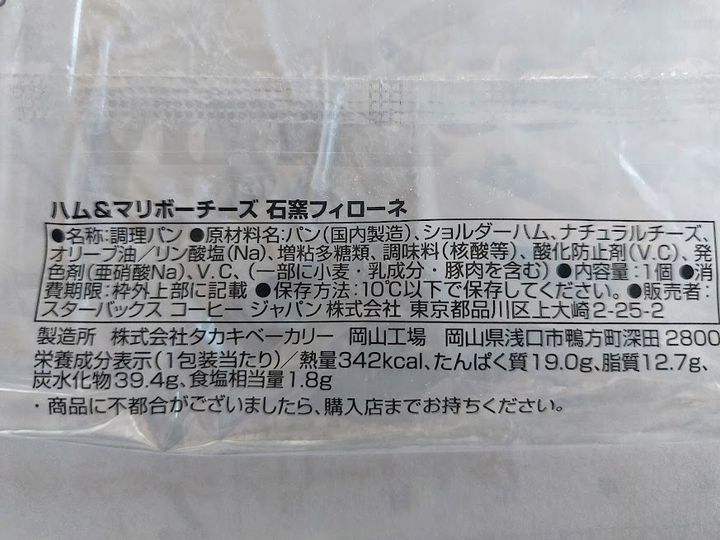 ハム&マリボーチーズ 石窯フィローネ
●名称:調理パン ●原材料名:パン(国内製造)、ショルダーハム、ナチュラルチーズ、
オリーブ油/リン酸塩(Na)、増粘多糖類、調味料(核酸等)、酸化防止剤(V.C)、発
色剤(亜硝酸Na)、V.C、(一部に小麦・乳成分・豚肉を含む) ●内容量:1個 ●消
費期限:枠外上部に記載 ●保存方法:10℃以下で保存してください。 ●販売者:
スターバックス コーヒー ジャパン株式会社 東京都品川区上大崎2-25-2
製造所 株式会社タカキベーカリー 岡山工場 岡山県浅口市鴨方町深田2800
栄養成分表示(1包装当たり)/熱量342kcal、たんぱく質19.0g、脂質12.7g、
炭水化物39.4g、食塩相当量1.8g
・商品に不都合がございましたら、購入店までお持ちください。